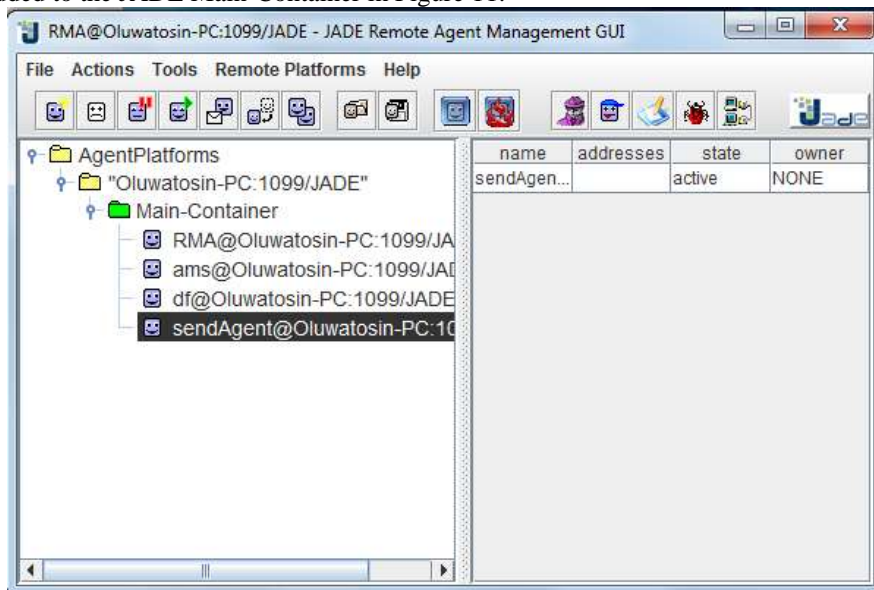 RMA@Oluwatosin-PC:1099/JADE - JADE Remote Agent Management GUI
File Actions Tools Remote Platforms Help
Jade
AgentPlatforms
"Oluwatosin-PC:1099/JADE"
Main-Container
RMA@Oluwatosin-PC:1099/JA
ams@Oluwatosin-PC:1099/JAD
df@Oluwatosin-PC:1099/JADE
sendAgent@Oluwatosin-PC:10
name addresses state owner
sendAgen... active NONE